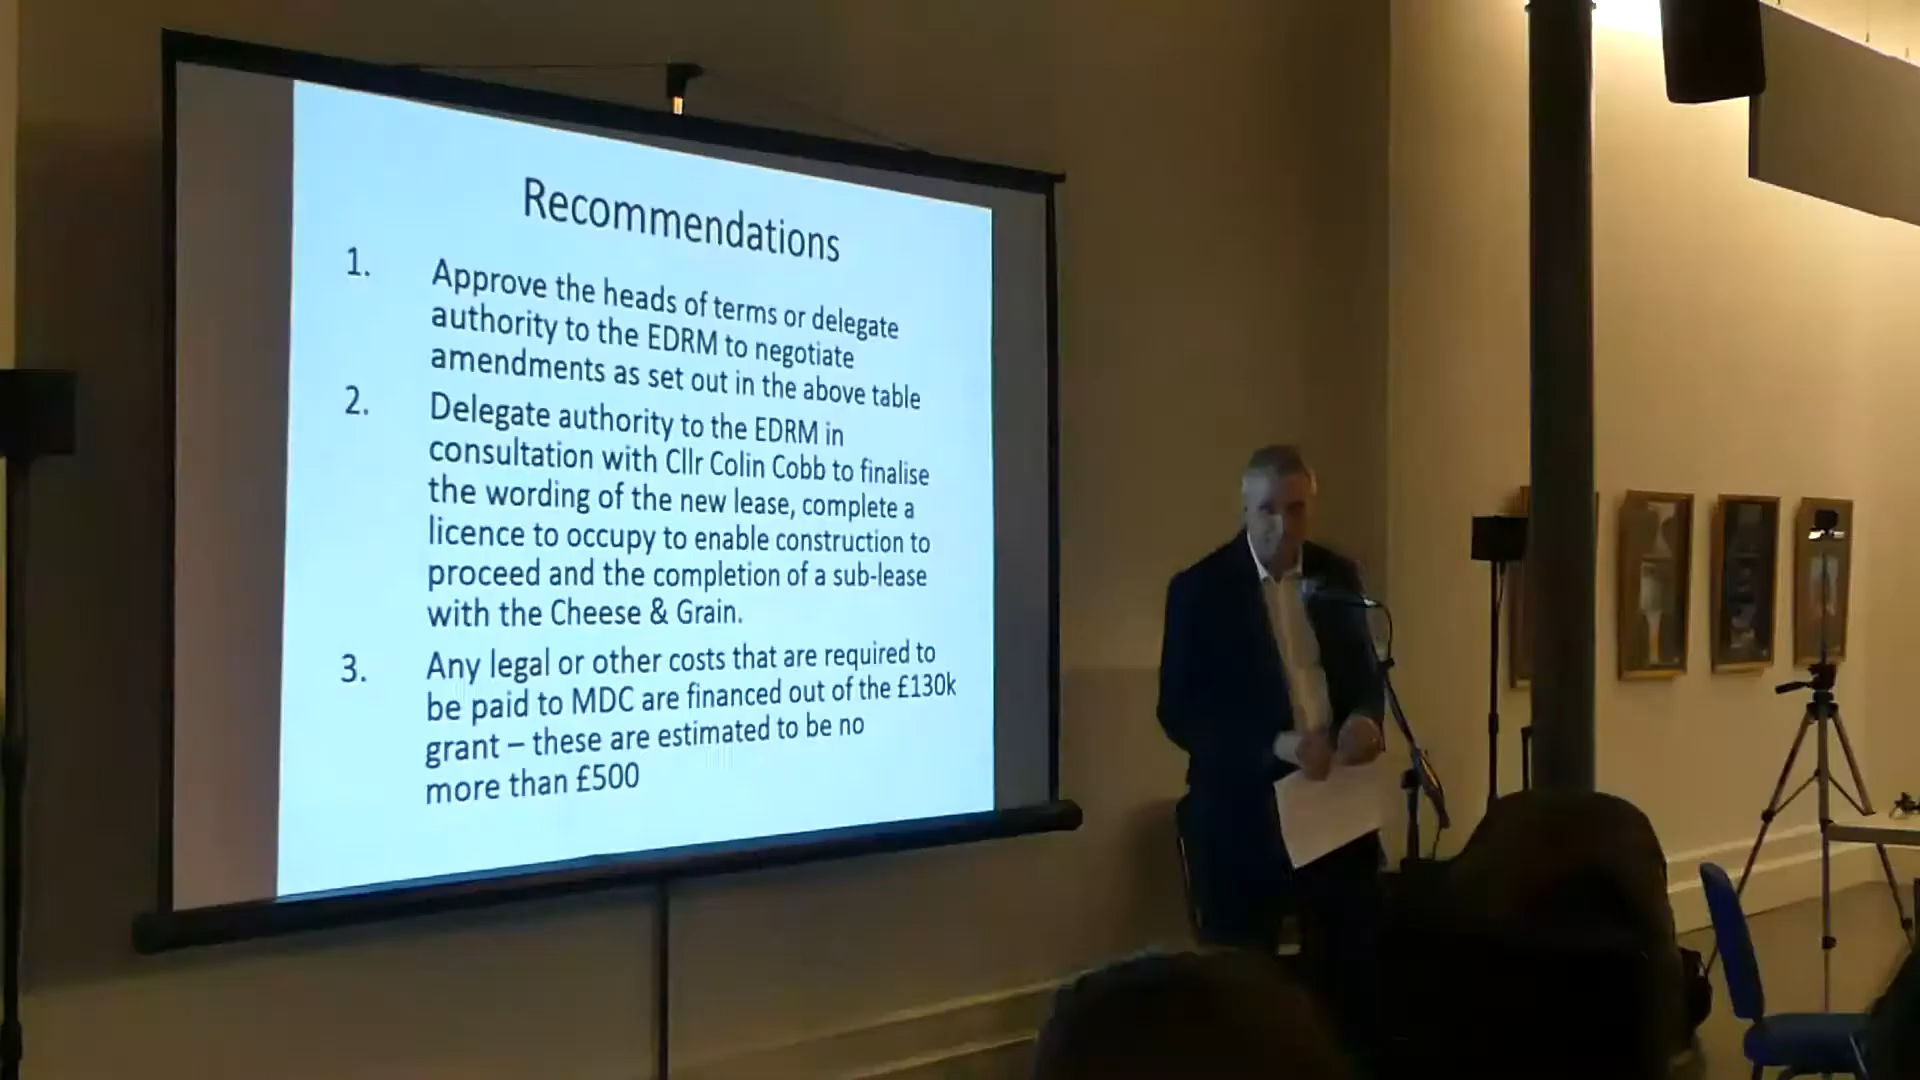 Recommendations
1. Approve the heads of terms or delegate
authority to the EDRM to negotiate
amendments as set out in the above table
2. Delegate authority to the EDRM in
consultation with Cllr Colin Cobb to finalise
the wording of the new lease, complete a
licence to occupy to enable construction to
proceed and the completion of a sub-lease
with the Cheese & Grain.
3. Any legal or other costs that are required to
be paid to MDC are financed out of the £130k
grant – these are estimated to be no
more than £500